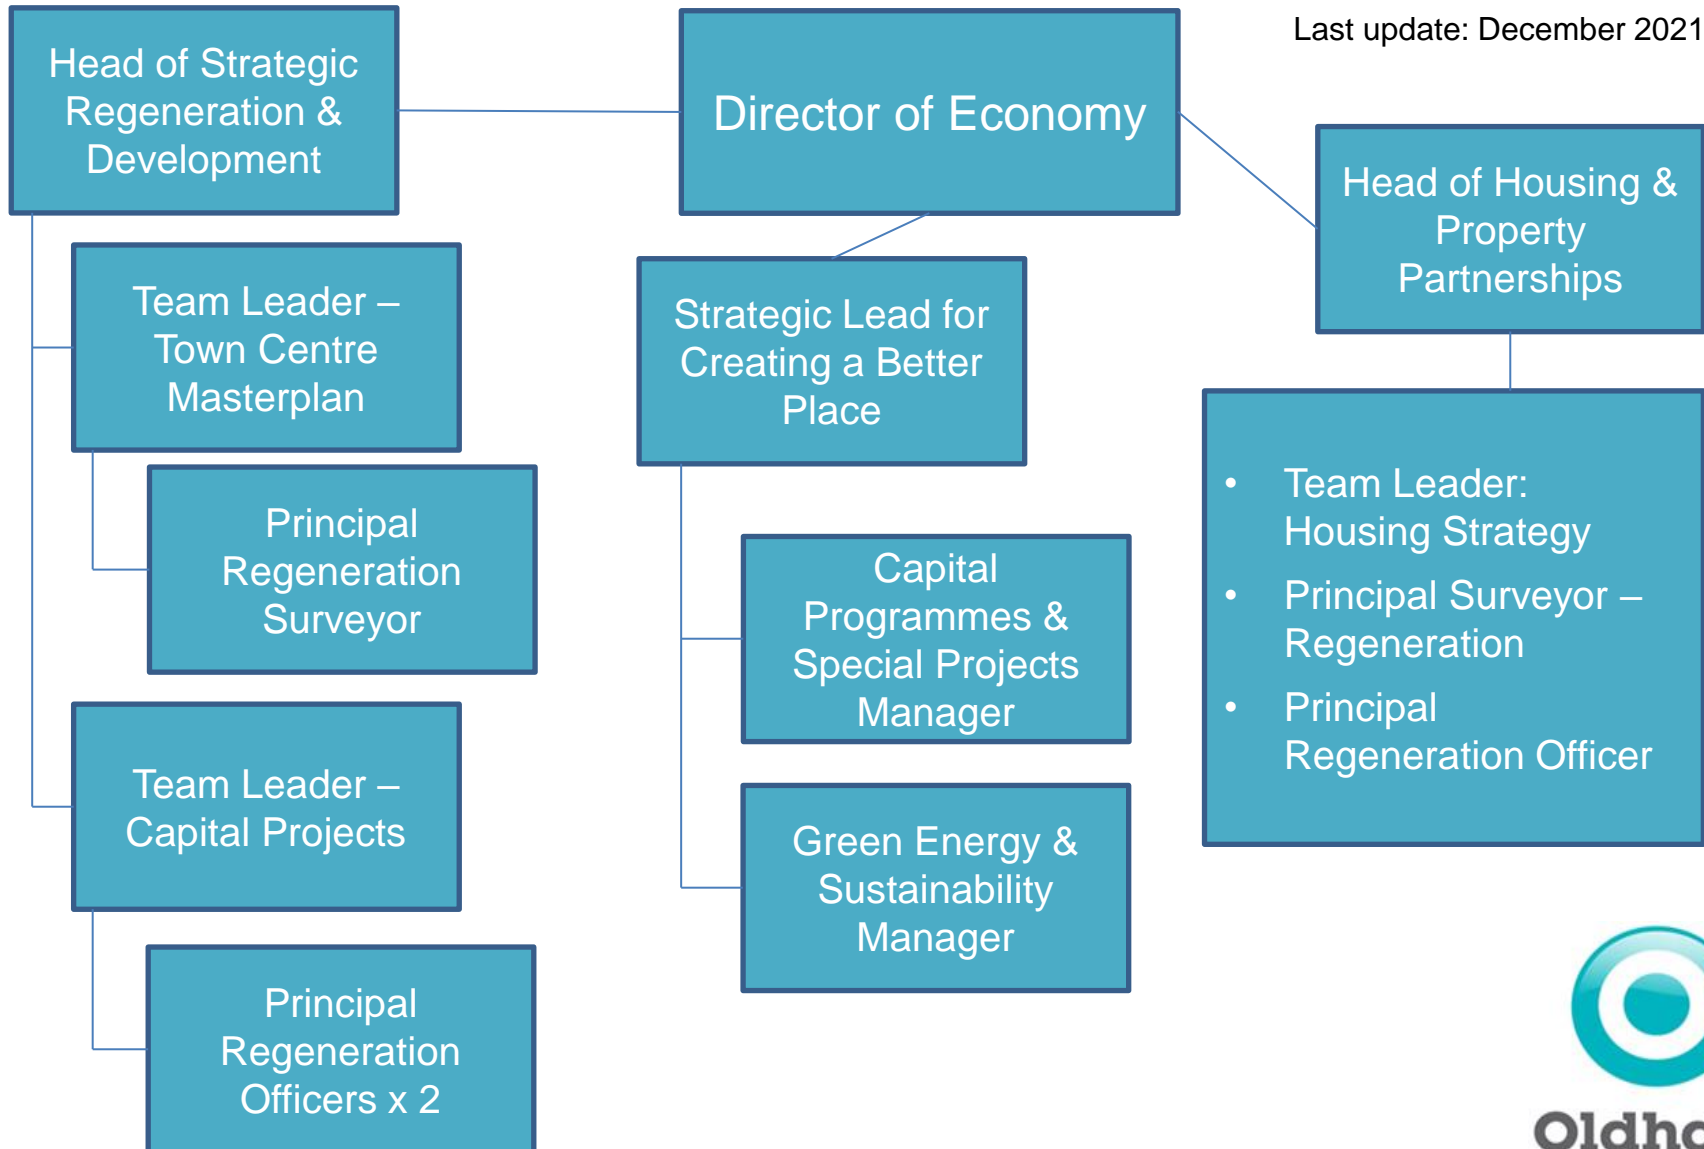 Last update: December 2021
Head of Strategic
Regeneration &
Development
Director of Economy
Head of Housing &
Property
Partnerships
Team Leader –
Town Centre
Masterplan
Strategic Lead for
Creating a Better
Place
Principal
Regeneration
Surveyor
Capital
Programmes &
Special Projects
Manager
• Team Leader:
Housing Strategy
• Principal Surveyor –
Regeneration
• Principal
Regeneration Officer
Team Leader –
Capital Projects
Green Energy &
Sustainability
Manager
Principal
Regeneration
Officers x 2